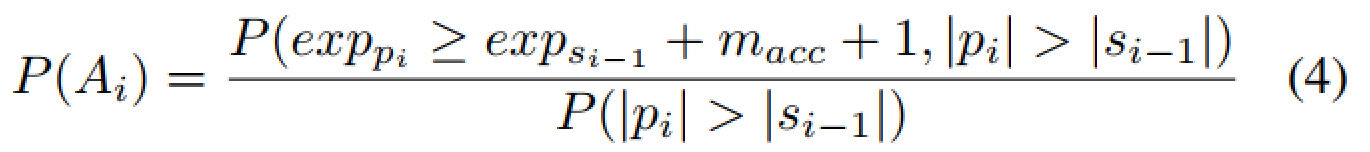 P(A_i) = \frac{P(exp_{p_i} \geq exp_{s_{i-1}} + m_{acc} + 1, |p_i| > |s_{i-1}|)}{P(|p_i| > |s_{i-1}|)} (4)